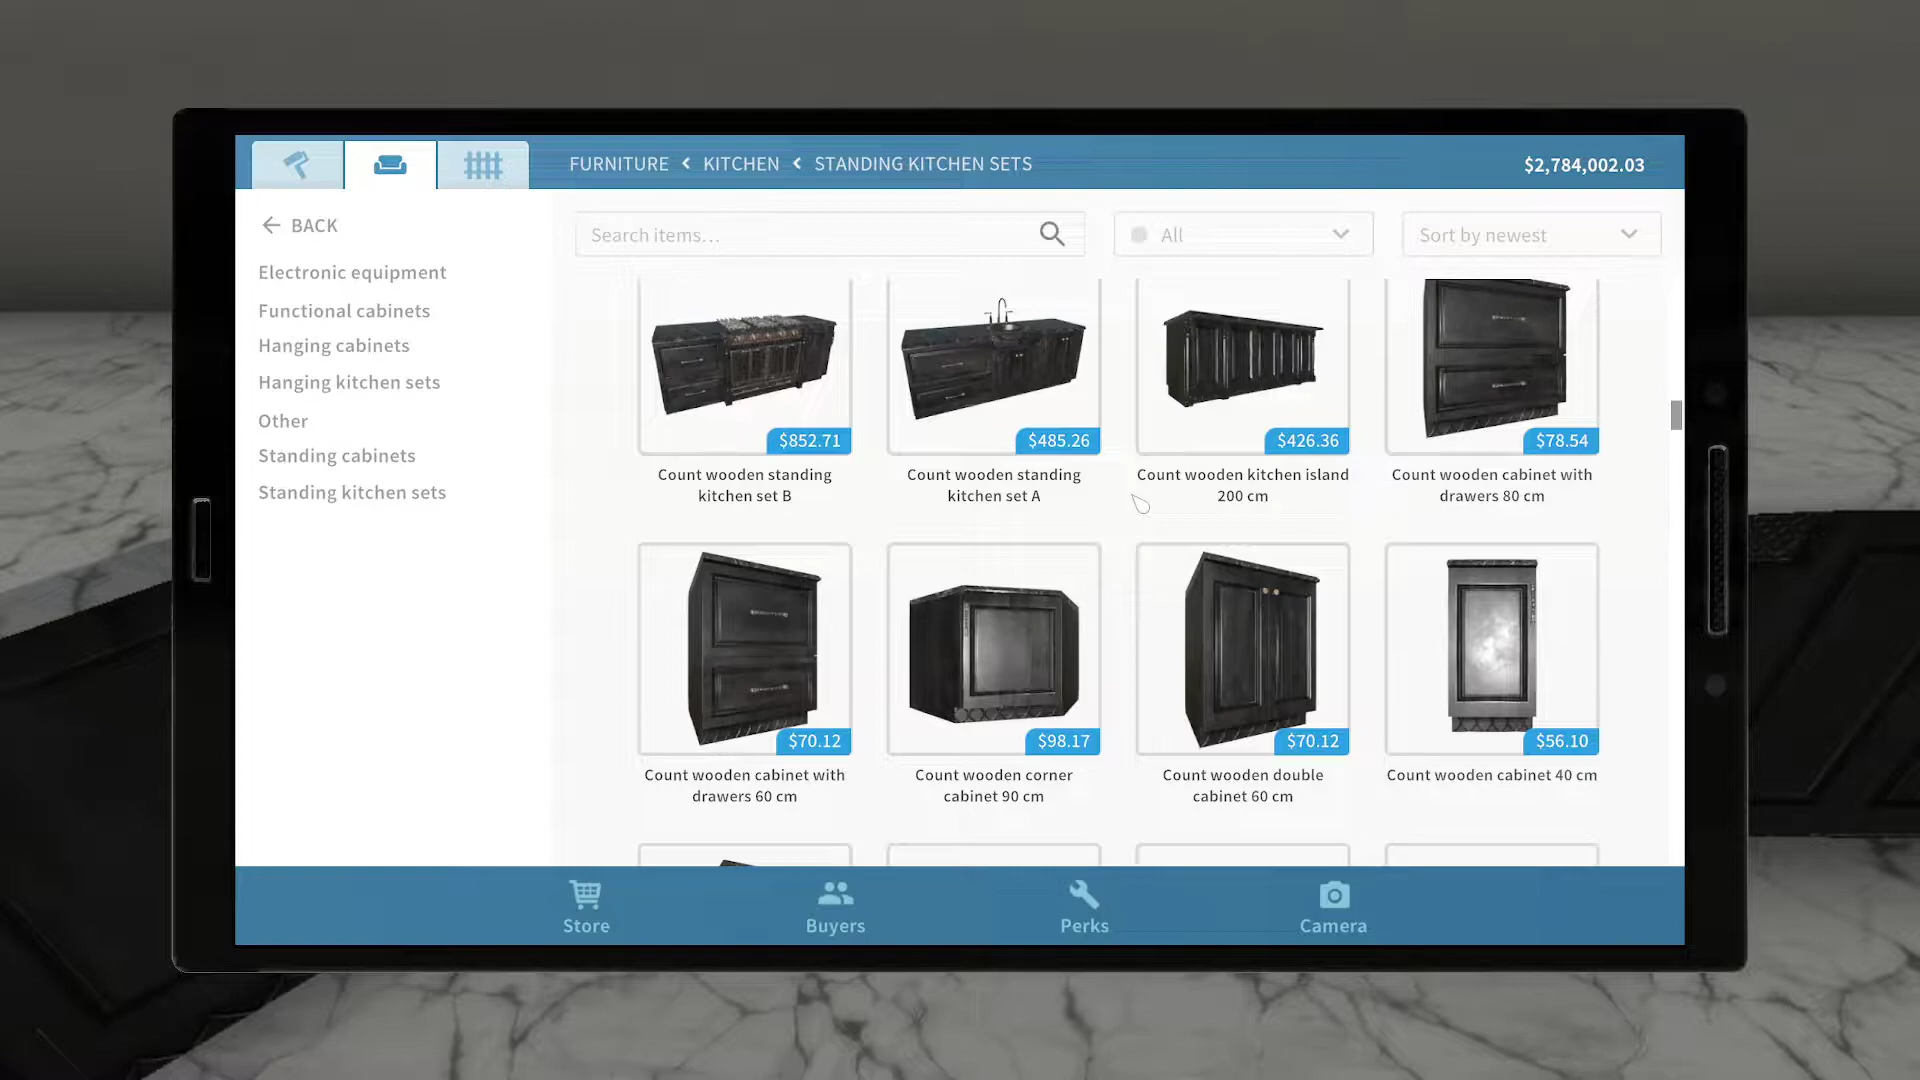 FURNITURE < KITCHEN < STANDING KITCHEN SETS
$2,784,002.03
BACK
Search items...
All
Sort by newest
Electronic equipment
Functional cabinets
Hanging cabinets
Hanging kitchen sets
Other
Standing cabinets
Standing kitchen sets
$852.71
$485.26
$426.36
$78.54
Count wooden standing
kitchen set B
Count wooden standing
kitchen set A
Count wooden kitchen island
200 cm
Count wooden cabinet with
drawers 80 cm
$70.12
$98.17
$70.12
$56.10
Count wooden cabinet with
drawers 60 cm
Count wooden corner
cabinet 90 cm
Count wooden double
cabinet 60 cm
Count wooden cabinet 40 cm
Store
Buyers
Perks
Camera